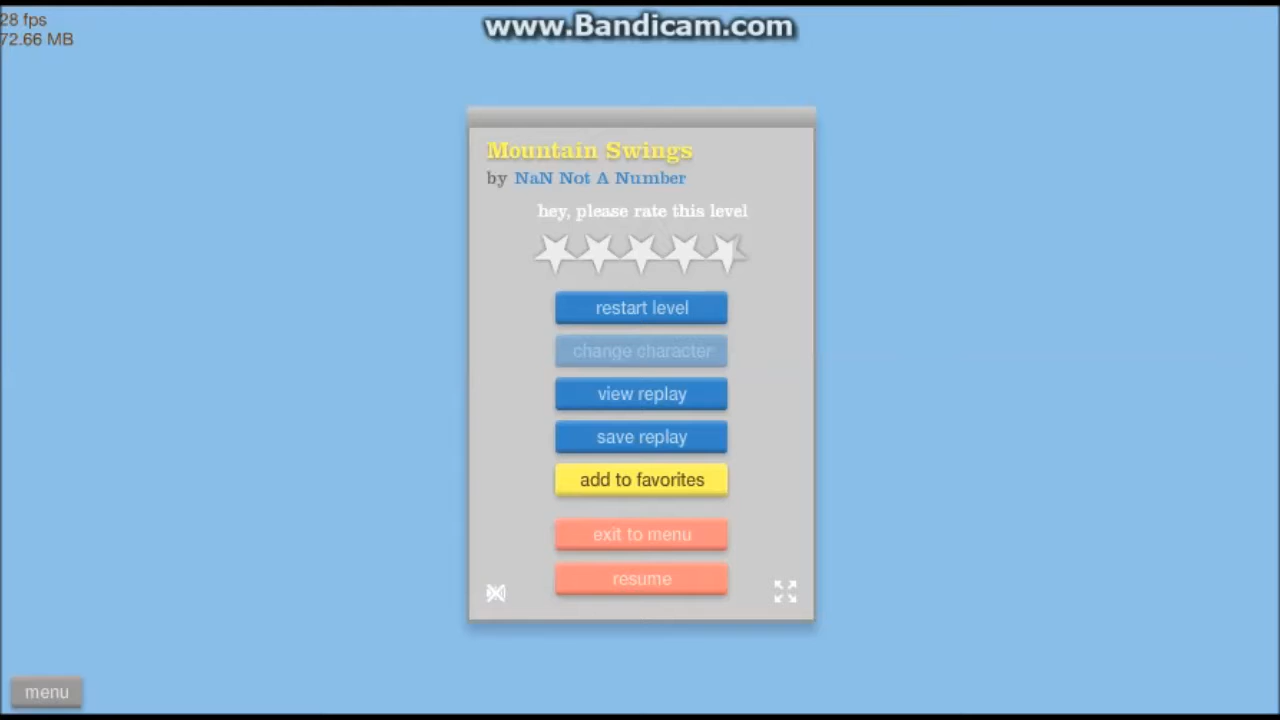 28 fps
72.66 MB
www.Bandicam.com
Mountain Swings
by NaN Not A Number
hey, please rate this level
restart level
change character
view replay
save replay
add to favorites
exit to menu
resume
menu